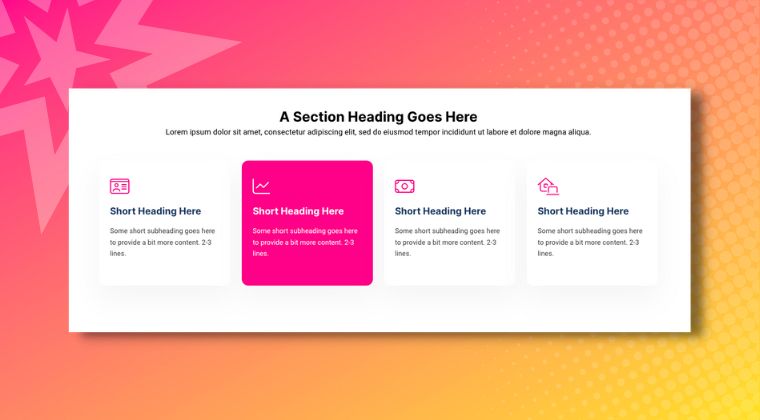 A Section Heading Goes Here
Lorem ipsum dolor sit amet, consectetur adipiscing elit, sed do eiusmod tempor incididunt ut labore et dolore magna aliqua.
Short Heading Here
Some short subheading goes here
to provide a bit more content. 2-3
lines.
Short Heading Here
Some short subheading goes here
to provide a bit more content. 2-3
lines.
Short Heading Here
Some short subheading goes here
to provide a bit more content. 2-3
lines.
Short Heading Here
Some short subheading goes here
to provide a bit more content. 2-3
lines.